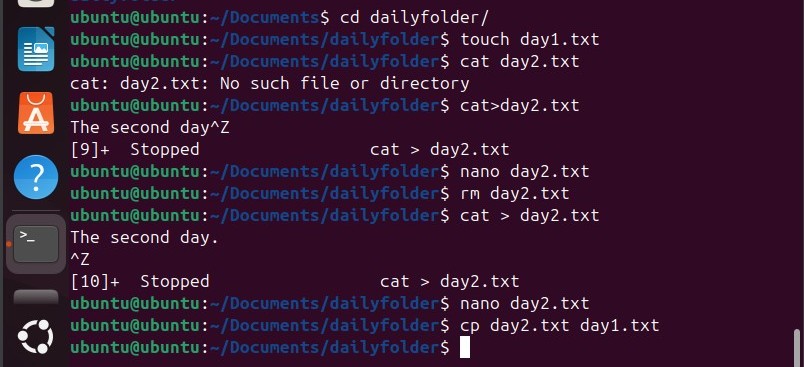 ubuntu@ubuntu:~/Documents$ cd dailyfolder/
ubuntu@ubuntu:~/Documents/dailyfolder$ touch day1.txt
ubuntu@ubuntu:~/Documents/dailyfolder$ cat day2.txt
cat: day2.txt: No such file or directory
ubuntu@ubuntu:~/Documents/dailyfolder$ cat>day2.txt
The second day^Z
[9]+  Stopped                 cat > day2.txt
ubuntu@ubuntu:~/Documents/dailyfolder$ nano day2.txt
ubuntu@ubuntu:~/Documents/dailyfolder$ rm day2.txt
ubuntu@ubuntu:~/Documents/dailyfolder$ cat > day2.txt
The second day.
^Z
[10]+  Stopped                 cat > day2.txt
ubuntu@ubuntu:~/Documents/dailyfolder$ nano day2.txt
ubuntu@ubuntu:~/Documents/dailyfolder$ cp day2.txt day1.txt
ubuntu@ubuntu:~/Documents/dailyfolder$